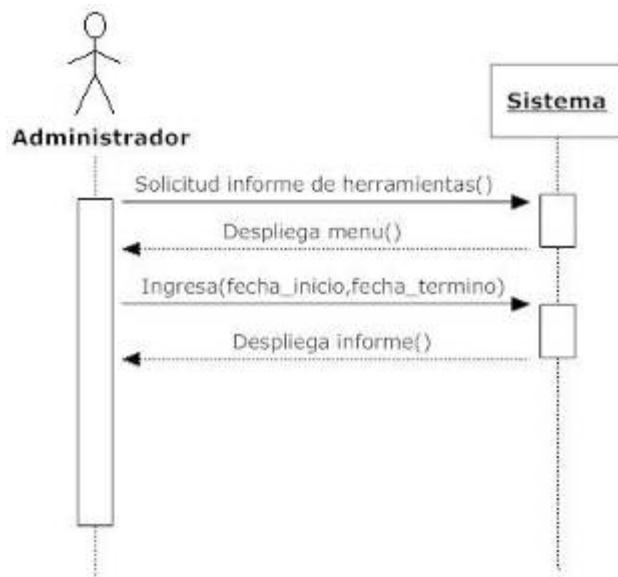 Administrador
Sistema
Solicitud informe de herramientas()
Despliega menu()
Ingresa(fecha_inicio,fecha_termino)
Despliega informe()